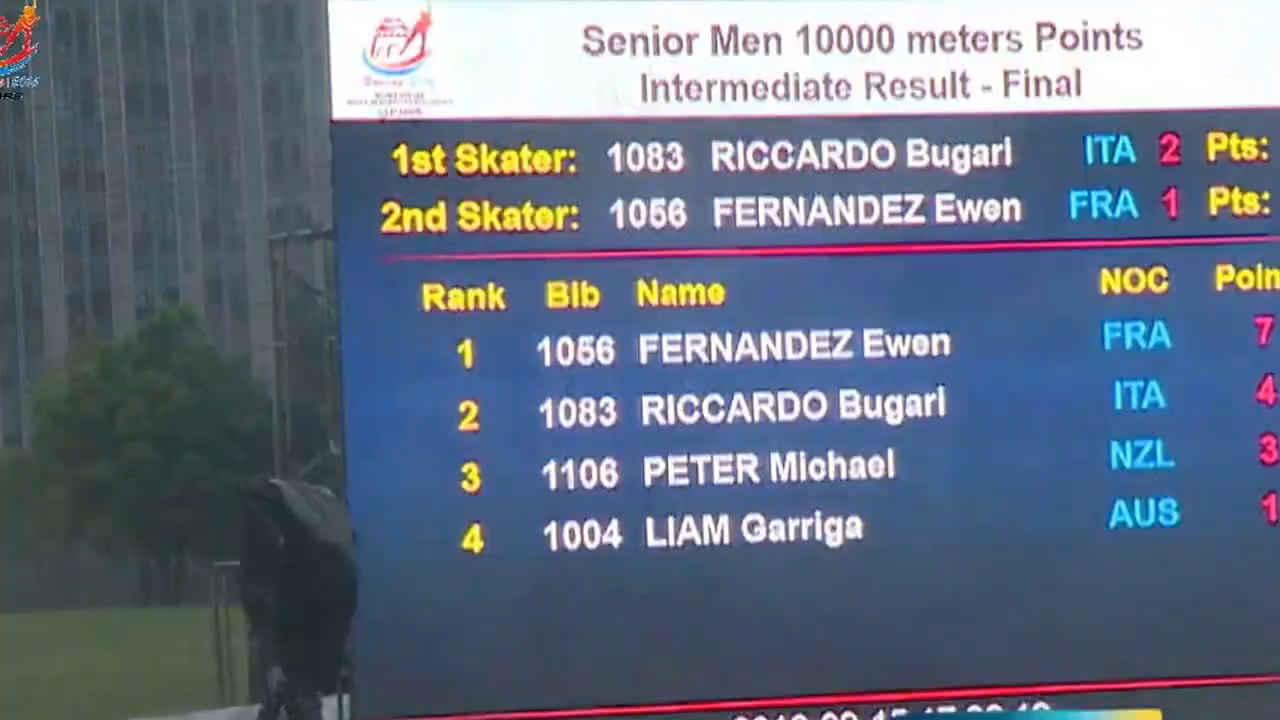 Senior Men 10000 meters Points
Intermediate Result - Final
1st Skater: 1083 RICCARDO Bugari ITA 2 Pts:
2nd Skater: 1056 FERNANDEZ Ewen FRA 1 Pts:
Rank Bib Name NOC Poin
1 1056 FERNANDEZ Ewen FRA 7
2 1083 RICCARDO Bugari ITA 4
3 1106 PETER Michael NZL 3
4 1004 LIAM Garriga AUS 1